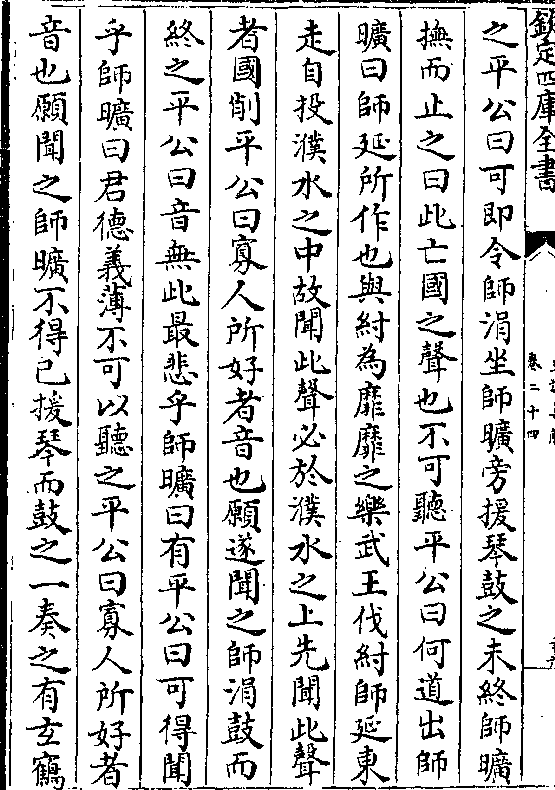 欽定四庫全書
卷二十四
之平公曰可即令師涓坐師曠旁援琴鼓之未終師曠
撫而止之曰此亡國之聲也不可聽平公曰何道出師
曠曰師延所作也與紂為靡靡之樂武王伐紂師延東
走自投濮水之中故聞此聲必於濮水之上先聞此聲
者國削平公曰寡人所好者音也願遂聞之師涓鼓而
終之平公曰音無此最悲乎師曠曰有平公曰可得聞
乎師曠曰君德義薄不可以聽之平公曰寡人所好者
音也願聞之師曠不得已援琴而鼓之一奏之有玄鶴